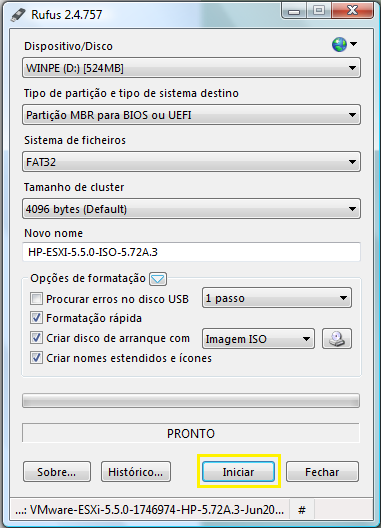 Rufus 2.4.757
Dispositivo/Disco
WINPE (D:) [524MB]
Tipo de partição e tipo de sistema destino
Partição MBR para BIOS ou UEFI
Sistema de ficheiros
FAT32
Tamanho de cluster
4096 bytes (Default)
Novo nome
HP-ESXI-5.5.0-ISO-5.72A.3
Opções de formatação
Procurar erros no disco USB 1 passo
Formatação rápida
Criar disco de arranque com Imagem ISO
Criar nomes estendidos e ícones
PRONTO
Sobre... Histórico... Iniciar Fechar
...: VMware-ESXi-5.5.0-1746974-HP-5.72A.3-Jun20... #